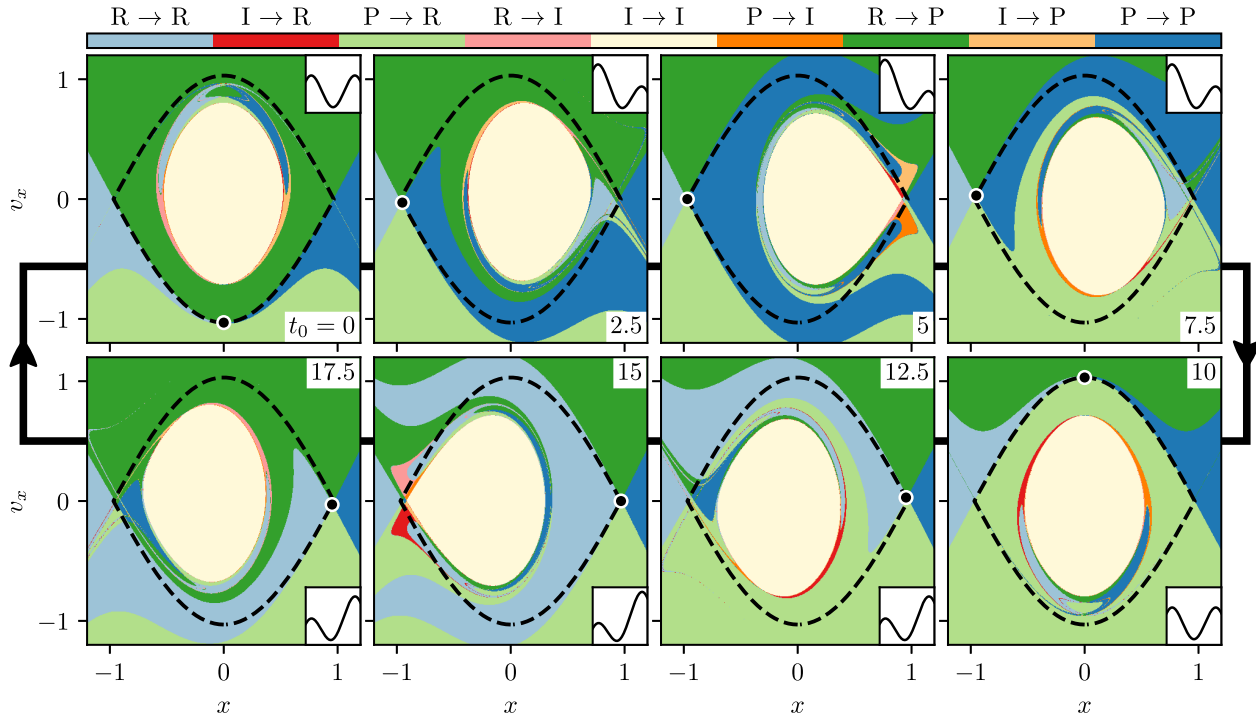 R → R I → R P → R R → I I → I P → I R → P I → P P → P
1
0
−1
v_x
t_0 = 0
2.5
5
7.5
17.5
15
12.5
10
1
0
−1
v_x
−1 0 1 −1 0 1 −1 0 1 −1 0 1
x x x x